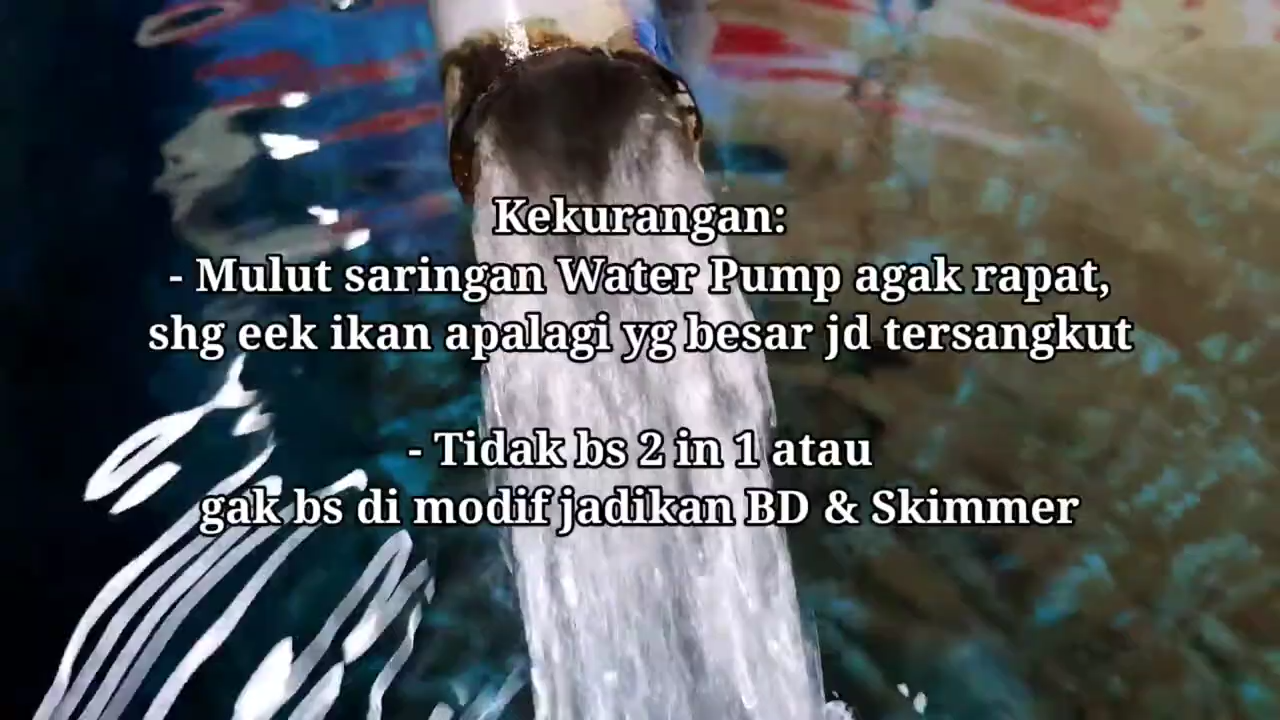 Kekurangan:
- Mulut saringan Water Pump agak rapat,
shg eek ikan apalagi yg besar jd tersangkut
- Tidak bs 2 in 1 atau
gak bs di modif jadikan BD & Skimmer